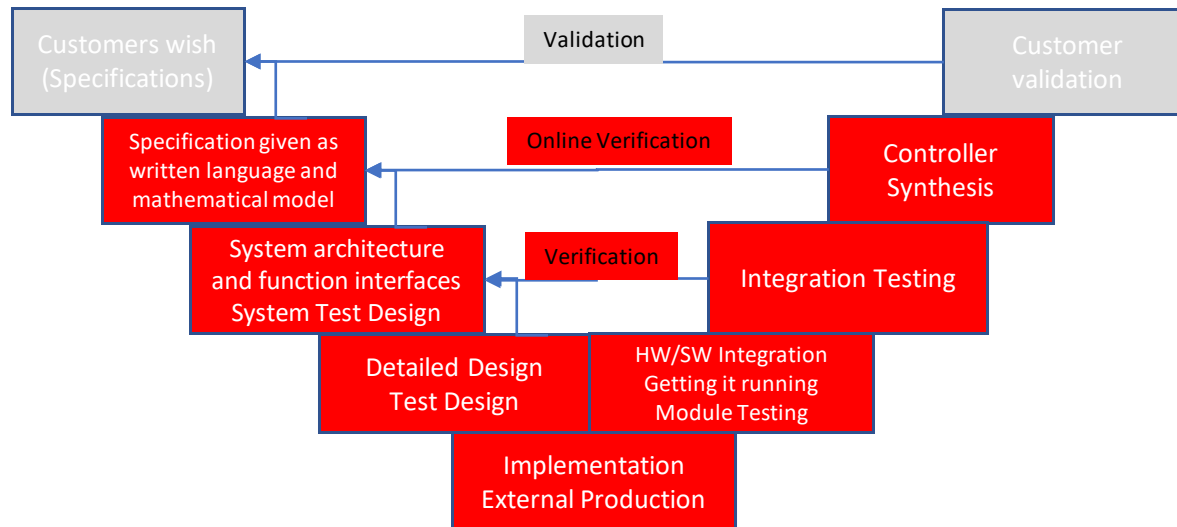 Customers wish
(Specifications)
Validation
Customer
validation
Specification given as
written language and
mathematical model
Online Verification
Controller
Synthesis
System architecture
and function interfaces
System Test Design
Verification
Integration Testing
Detailed Design
Test Design
HW/SW Integration
Getting it running
Module Testing
Implementation
External Production